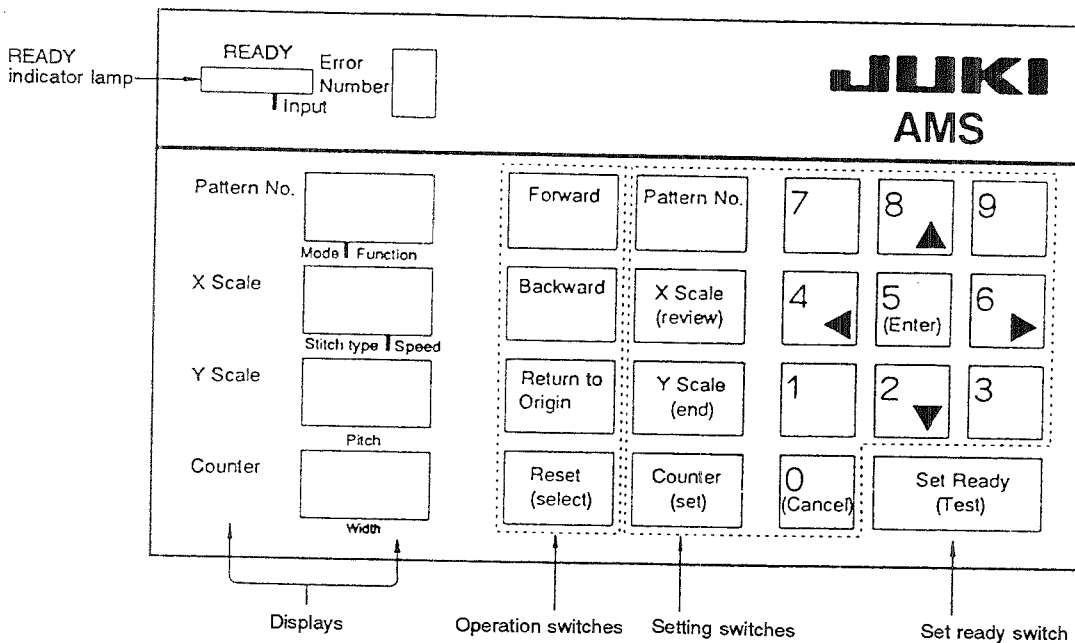 READY
indicator lamp
READY
Error
Number
Input
JUKI
AMS
Pattern No.
Mode Function
X Scale
Stitch type Speed
Y Scale
Pitch
Counter
Width
Forward
Backward
Return to
Origin
Reset
(select)
Pattern No.
X Scale
(review)
Y Scale
(end)
Counter
(set)
7
8
9
4
5
(Enter)
6
1
2
3
0
(Cancel)
Set Ready
(Test)
Displays
Operation switches
Setting switches
Set ready switch